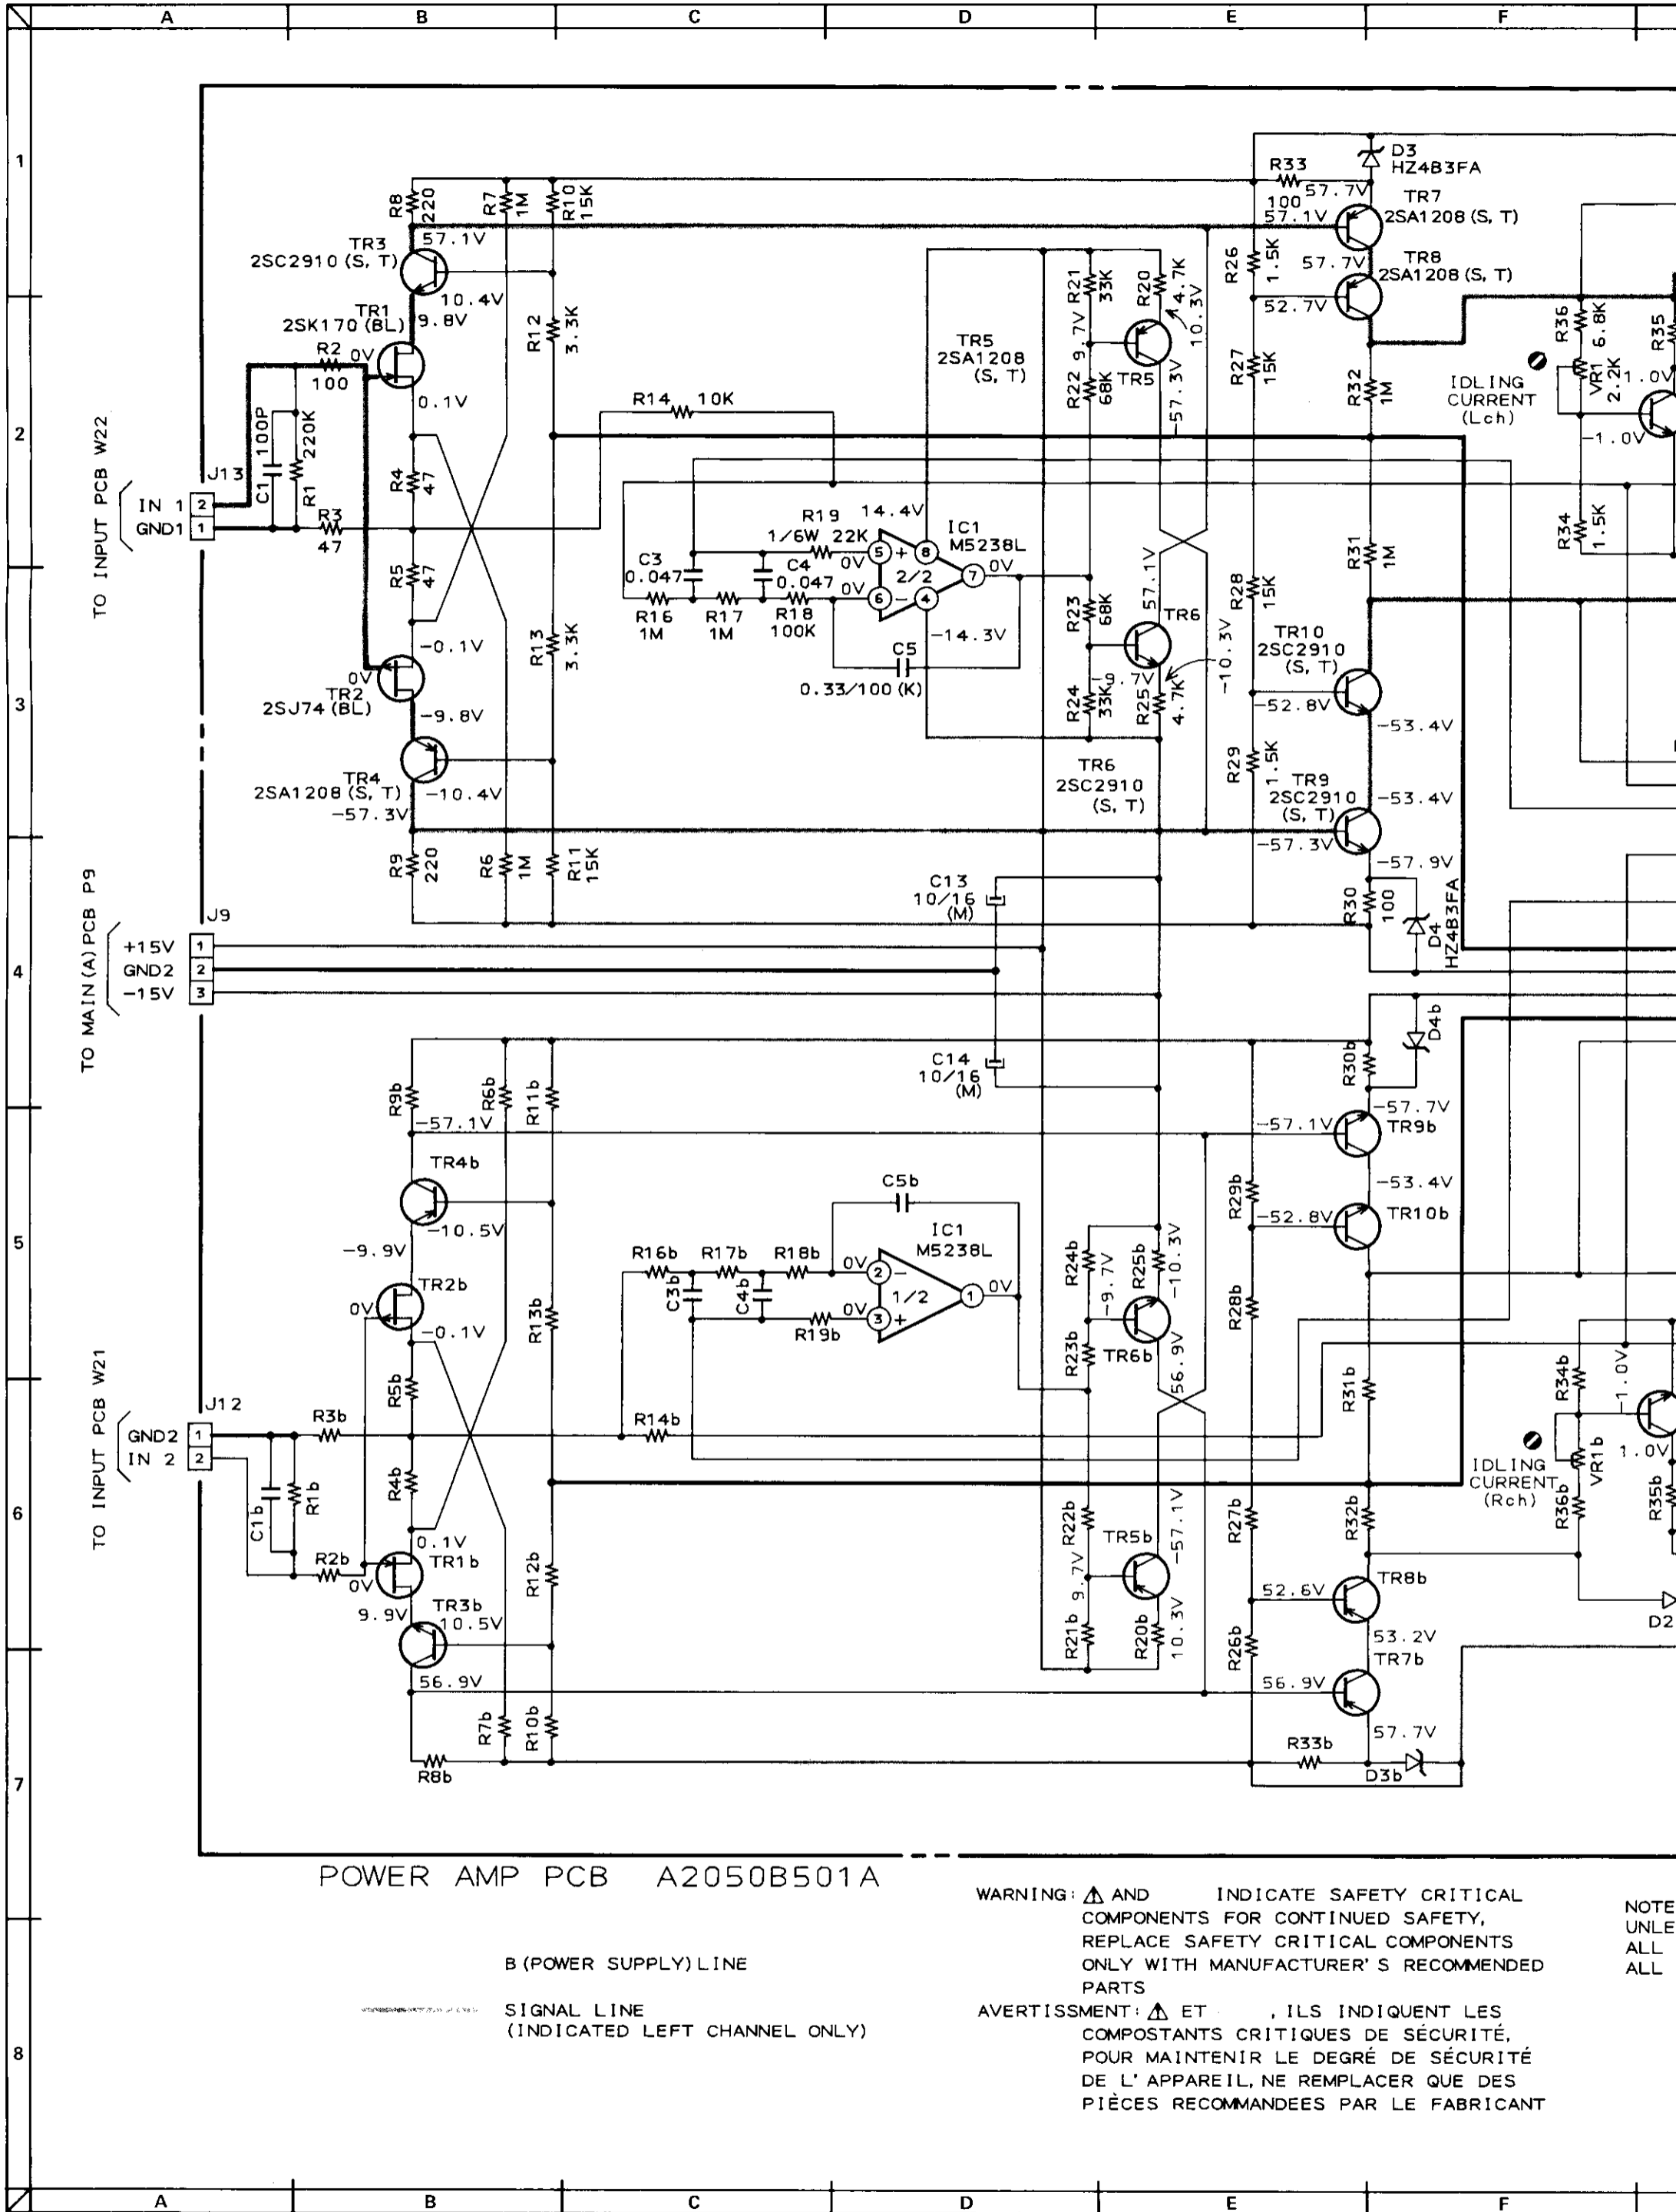 A B C D E F
1
R8 220
R7 1M
R10 15K
R33 100
57.7V
D3 HZ4B3FA
TR7
2SA1208 (S, T)
57.1V
TR3
2SC2910 (S, T)
57.1V
10.4V
R26 1.5K
57.7V
TR8
2SA1208 (S, T)
52.7V
R21 33K
R20 4.7K
10.3V
9.7V
TR1
2SK170 (BL)
9.8V
R12 3.3K
TR5
2SA1208
(S, T)
TR5
-57.3V
R22 68K
R27 15K
R32 1M
R36 6.8K
R35
VR1 2.2K
1.0V
IDLING
CURRENT
(Lch)
-1.0V
R2
100
0V
0.1V
R14 10K
2
TO INPUT PCB W22
J13
IN 1 2
GND1 1
C1 100P
R1 220K
R3
47
R4 47
R5 47
R19
1/6W 22K
14.4V
IC1
M5238L
0V
5 + 8
2/2
7 0V
6 - 4
0V
-14.3V
C3
0.047
C4
0.047
R16
1M
R17
1M
R18
100K
C5
0.33/100 (K)
R34 1.5K
R31 1M
R28 15K
R23 68K
57.1V
TR6
-9.7V
-10.3V
R24 33K
R25 4.7K
TR10
2SC2910
(S, T)
-52.8V
-53.4V
R13 3.3K
-0.1V
0V
TR2
2SJ74 (BL)
-9.8V
3
TR4
2SA1208 (S, T)
-10.4V
-57.3V
TR6
2SC2910
(S, T)
R29 1.5K
TR9
2SC2910
(S, T)
-53.4V
-57.3V
-57.9V
R9 220
R6 1M
R11 15K
C13
10/16
(M)
R30 100
D4
HZ4B3FA
TO MAIN (A) PCB P9
J9
+15V 1
GND2 2
-15V 3
4
C14
10/16
(M)
D4b
R30b
R9b
R6b
R11b
-57.1V
-57.1V
-57.7V
TR9b
TR4b
-10.5V
-9.9V
C5b
R29b
-53.4V
-52.8V
TR10b
5
IC1
M5238L
R16b R17b R18b
0V 2 -
1/2
1 0V
0V 3 +
C3b
C4b
R19b
R24b
-9.7V
R25b
-10.3V
R28b
TR2b
0V
-0.1V
R13b
TR6b
56.9V
R23b
R5b
R31b
R34b
-1.0V
TO INPUT PCB W21
J12
GND2 1
IN 2 2
R3b
R14b
C1b
R1b
R4b
IDLING
CURRENT
(Rch)
VR1b
1.0V
R36b
R35b
6
R2b
0V
0.1V
TR1b
R12b
R22b
9.7V
TR5b
-57.1V
R27b
R32b
9.9V
TR3b
10.5V
52.6V
TR8b
D2
R21b
R20b
10.3V
R26b
53.2V
TR7b
56.9V
56.9V
R7b
R10b
57.7V
R8b
R33b
D3b
7
POWER AMP PCB A2050B501A
WARNING: ⚠ AND INDICATE SAFETY CRITICAL
COMPONENTS FOR CONTINUED SAFETY,
REPLACE SAFETY CRITICAL COMPONENTS
ONLY WITH MANUFACTURER'S RECOMMENDED
PARTS
NOTE
UNLE
ALL
ALL
B (POWER SUPPLY) LINE
SIGNAL LINE
(INDICATED LEFT CHANNEL ONLY)
AVERTISSMENT: ⚠ ET , ILS INDIQUENT LES
COMPOSTANTS CRITIQUES DE SÉCURITÉ,
POUR MAINTENIR LE DEGRÉ DE SÉCURITÉ
DE L'APPAREIL, NE REMPLACER QUE DES
PIÈCES RECOMMANDEES PAR LE FABRICANT
8
A B C D E F